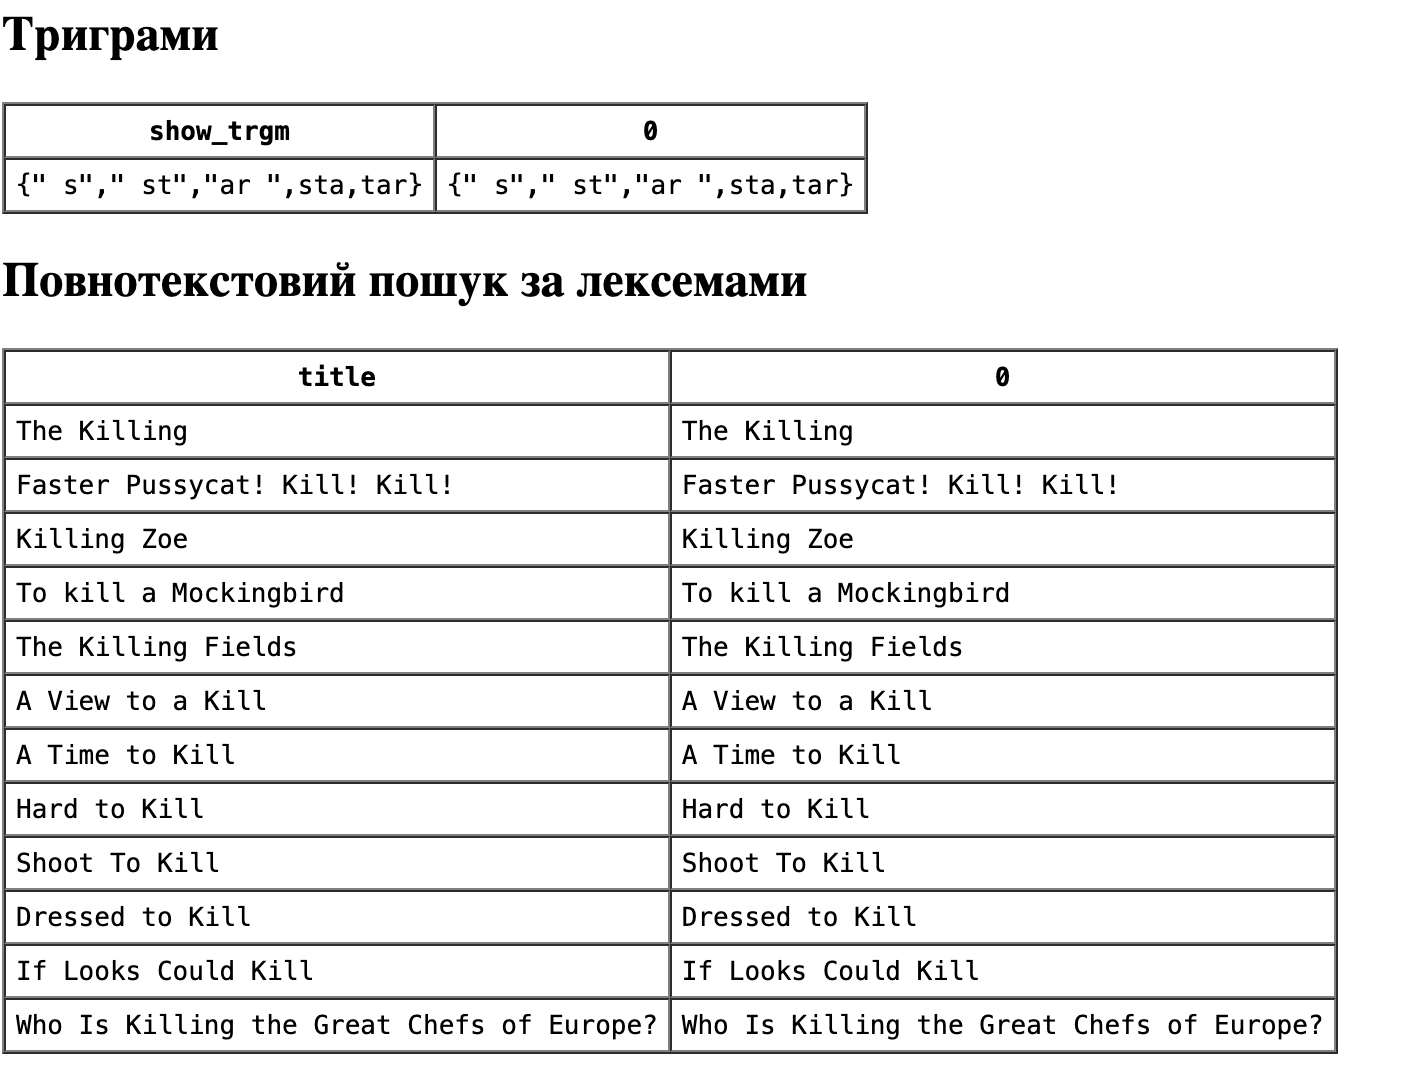 Триграми
show_trgm 0
{" s"," st","ar ",sta,tar} {" s"," st","ar ",sta,tar}
Повнотекстовий пошук за лексемами
title 0
The Killing The Killing
Faster Pussycat! Kill! Kill! Faster Pussycat! Kill! Kill!
Killing Zoe Killing Zoe
To kill a Mockingbird To kill a Mockingbird
The Killing Fields The Killing Fields
A View to a Kill A View to a Kill
A Time to Kill A Time to Kill
Hard to Kill Hard to Kill
Shoot To Kill Shoot To Kill
Dressed to Kill Dressed to Kill
If Looks Could Kill If Looks Could Kill
Who Is Killing the Great Chefs of Europe? Who Is Killing the Great Chefs of Europe?